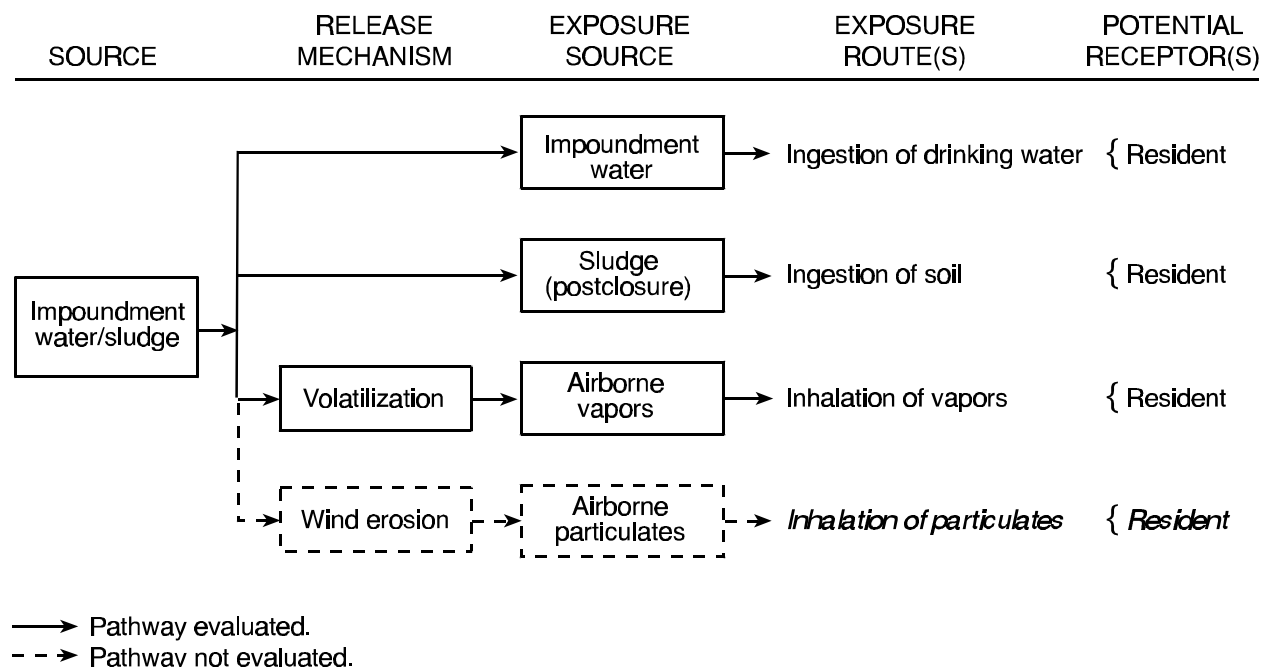 SOURCE
RELEASE
MECHANISM
EXPOSURE
SOURCE
EXPOSURE
ROUTE(S)
POTENTIAL
RECEPTOR(S)
Impoundment
water/sludge
Impoundment
water
Ingestion of drinking water
{ Resident
Sludge
(postclosure)
Ingestion of soil
{ Resident
Volatilization
Airborne
vapors
Inhalation of vapors
{ Resident
Wind erosion
Airborne
particulates
Inhalation of particulates
{ Resident
Pathway evaluated.
Pathway not evaluated.